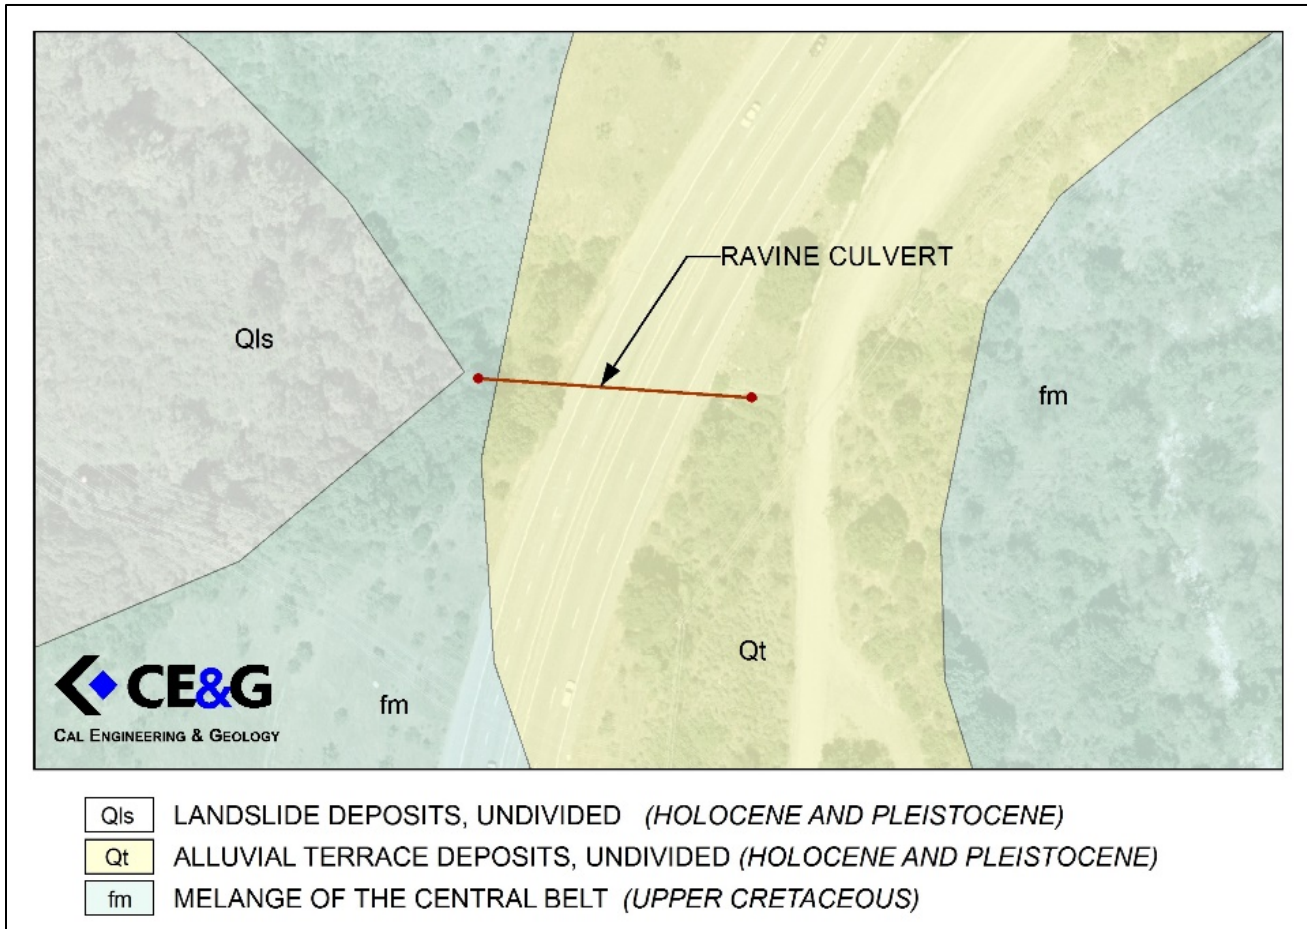 RAVINE CULVERT
Qls
fm
Qt
fm
CE&G
CAL ENGINEERING & GEOLOGY
Qls LANDSLIDE DEPOSITS, UNDIVIDED (HOLOCENE AND PLEISTOCENE)
Qt ALLUVIAL TERRACE DEPOSITS, UNDIVIDED (HOLOCENE AND PLEISTOCENE)
fm MELANGE OF THE CENTRAL BELT (UPPER CRETACEOUS)